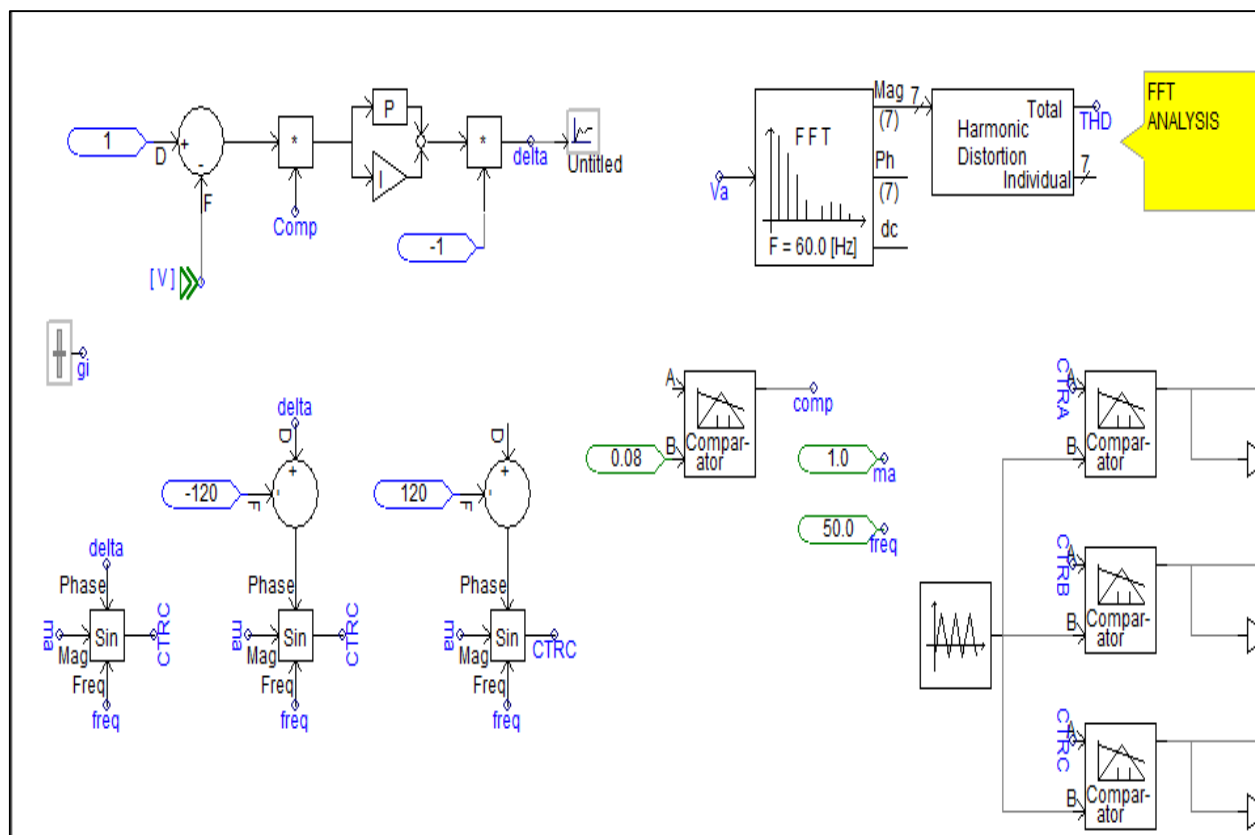 1
D
+
-
F
[ V ]
*
Comp
P
I
*
-1
delta
Untitled
Va
FFT
F = 60.0 [Hz]
Mag
(7)
7
Ph
(7)
dc
Total
Harmonic
Distortion
Individual
THD
7
FFT
ANALYSIS
gi
delta
D
+
-120
F
-
D
+
120
F
-
A
B
Compar-
ator
0.08
comp
1.0
ma
50.0
freq
delta
Phase
ma
Mag
Sin
CTRC
Freq
freq
Phase
ma
Mag
Sin
CTRC
Freq
freq
Phase
ma
Mag
Sin
CTRC
Freq
freq
CTRA
A
B
Compar-
ator
CTRB
A
B
Compar-
ator
CTRC
A
B
Compar-
ator